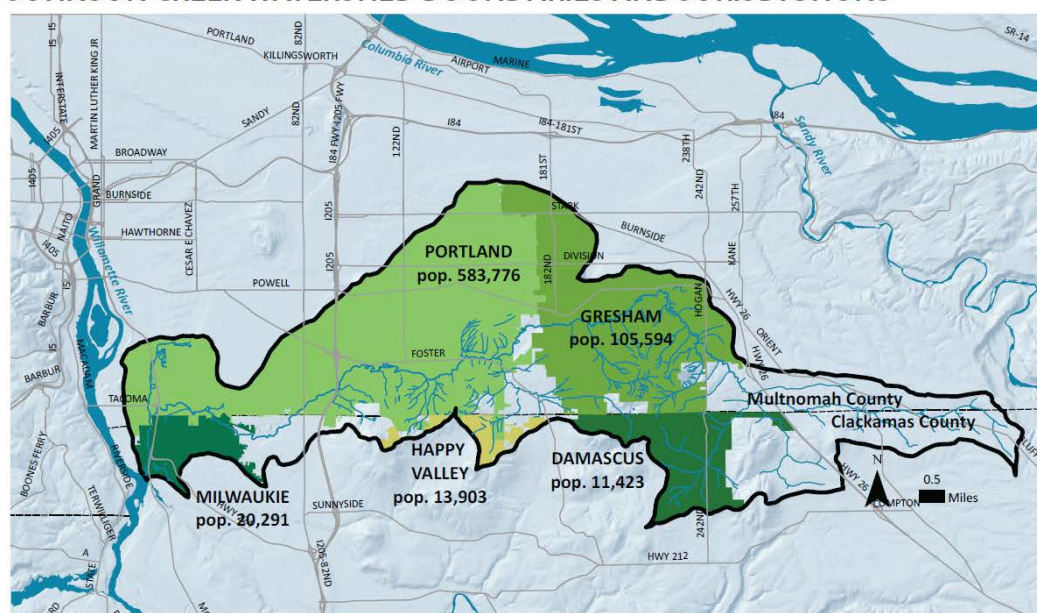 PORTLAND
KILLINGSWORTH
82ND
Columbia River
AIRPORT
MARINE
SR-14
I5
I5
INTERSTATE
MARTIN LUTHER KING JR
SANDY
82ND
I84 FWY-I205 FWY
122ND
I84
I84-181ST
I84
Sandy River
I405
I405
BROADWAY
181ST
238TH
242ND
257TH
GRAND
BURNSIDE
NAITO
HAWTHORNE
CESAR E CHAVEZ
I205
STARK
BURNSIDE
I405
Willamette River
PORTLAND
pop. 583,776
I205
182ND
DIVISION
KANE
BARBUR
I5
POWELL
GRESHAM
pop. 105,594
HOGAN
HWY 26
ORIENT
I5
MACADAM
FOSTER
HWY 26
BARBUR
TACOMA
Multnomah County
Clackamas County
BOONES FERRY
RIVERSIDE
HAPPY
VALLEY
pop. 13,903
DAMASCUS
pop. 11,423
MILWAUKIE
pop. 20,291
SUNNYSIDE
HWY 26
N
0.5
Miles
COMPTON
TERWILLIGER
242ND
I205-82ND
HWY 212
A
STATE